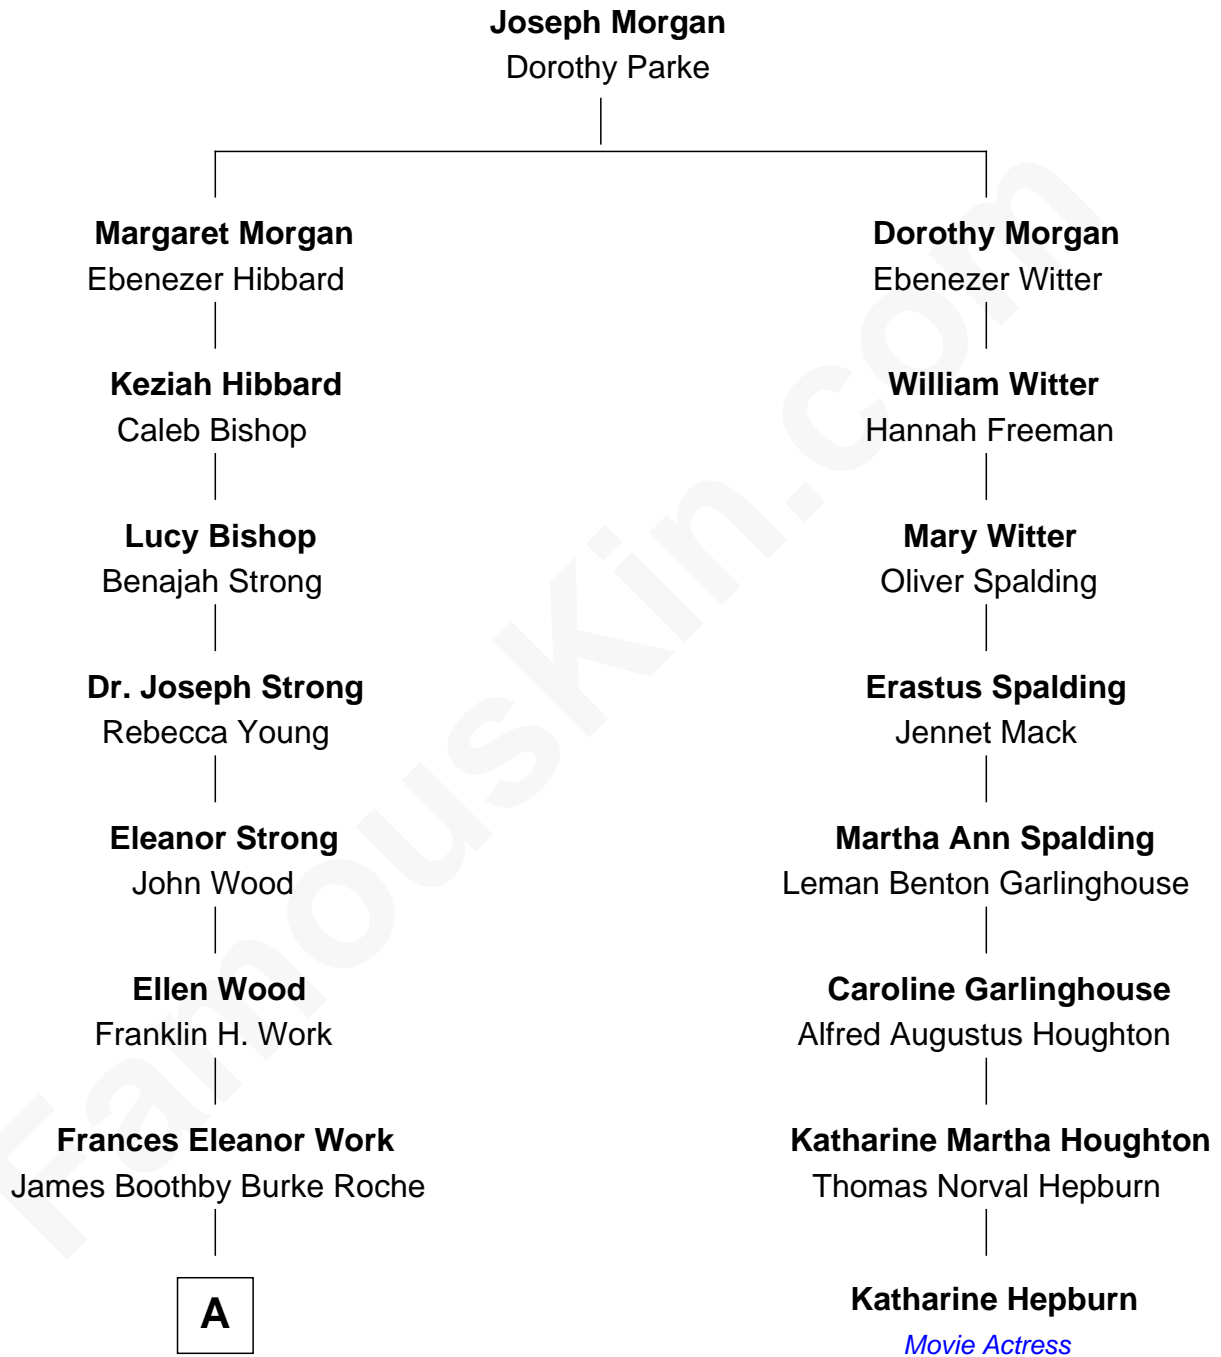 Joseph Morgan
Dorothy Parke
Margaret Morgan
Ebenezer Hibbard
Dorothy Morgan
Ebenezer Witter
Keziah Hibbard
Caleb Bishop
William Witter
Hannah Freeman
Lucy Bishop
Benajah Strong
Mary Witter
Oliver Spalding
Dr. Joseph Strong
Rebecca Young
Erastus Spalding
Jennet Mack
Eleanor Strong
John Wood
Martha Ann Spalding
Leman Benton Garlinghouse
Ellen Wood
Franklin H. Work
Caroline Garlinghouse
Alfred Augustus Houghton
Frances Eleanor Work
James Boothby Burke Roche
Katharine Martha Houghton
Thomas Norval Hepburn
A
Katharine Hepburn
Movie Actress
FamousKin.com